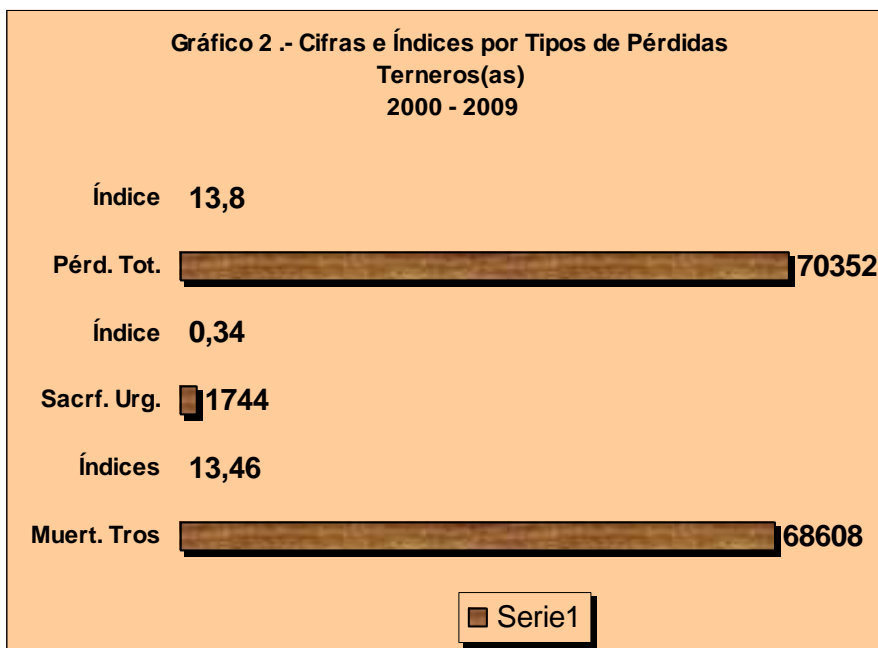 Gráfico 2 .- Cifras e Índices por Tipos de Pérdidas
Terneros(as)
2000 - 2009
Índice 13,8
Pérd. Tot. 70352
Índice 0,34
Sacrf. Urg. 1744
Índices 13,46
Muert. Tros 68608
Serie1